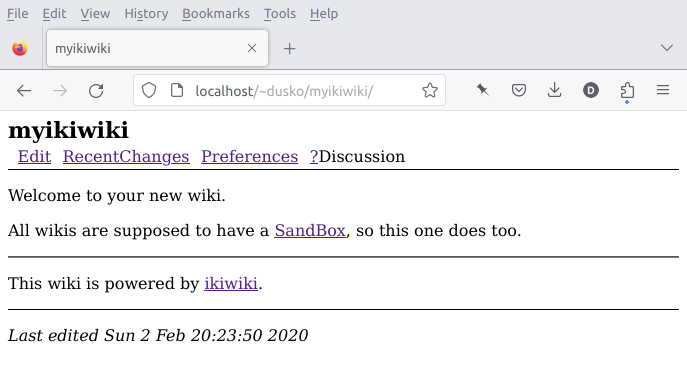 File Edit View History Bookmarks Tools Help
myikiwiki
localhost/~dusko/myikiwiki/
D
myikiwiki
Edit RecentChanges Preferences ?Discussion
Welcome to your new wiki.
All wikis are supposed to have a SandBox, so this one does too.
This wiki is powered by ikiwiki.
Last edited Sun 2 Feb 20:23:50 2020